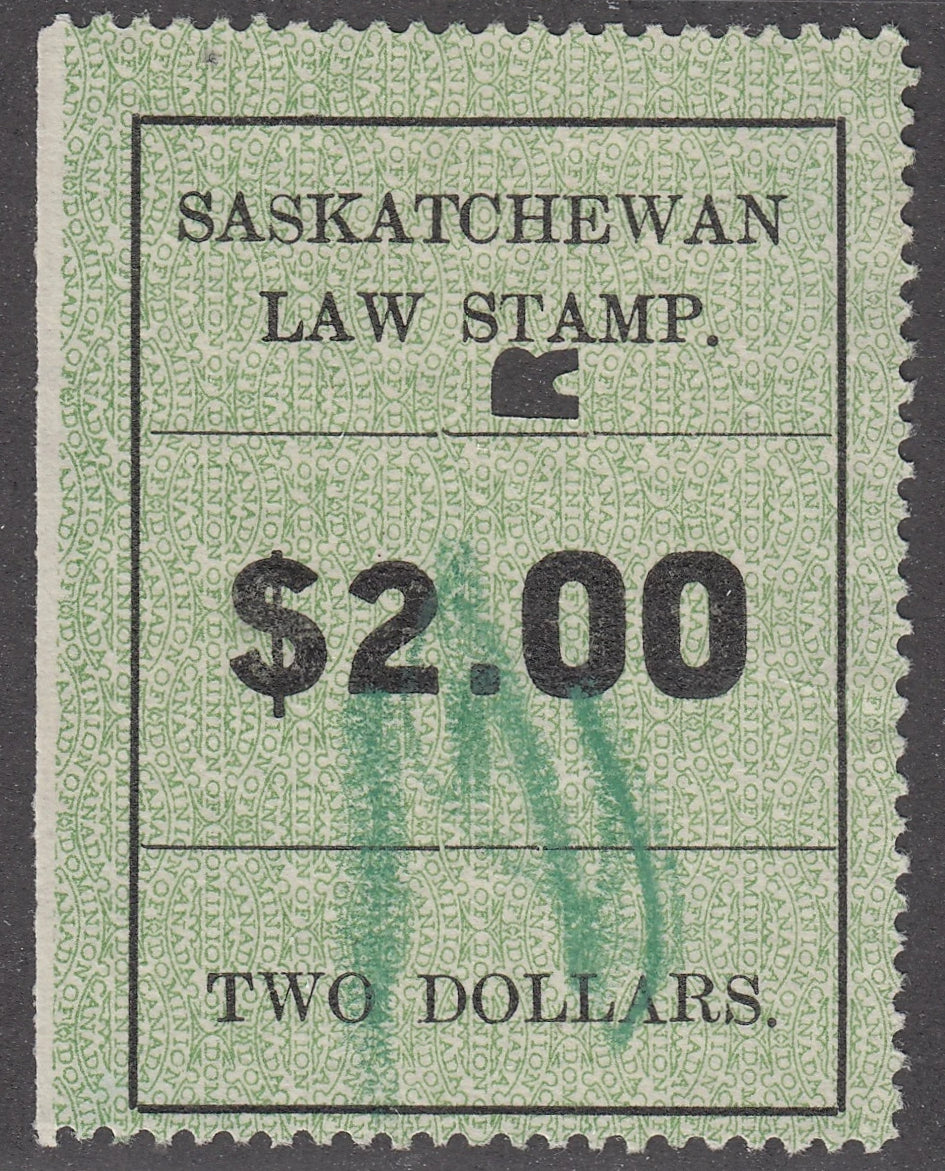 SASKATCHEWAN
LAW STAMP.
R
$2.00
TWO DOLLARS.